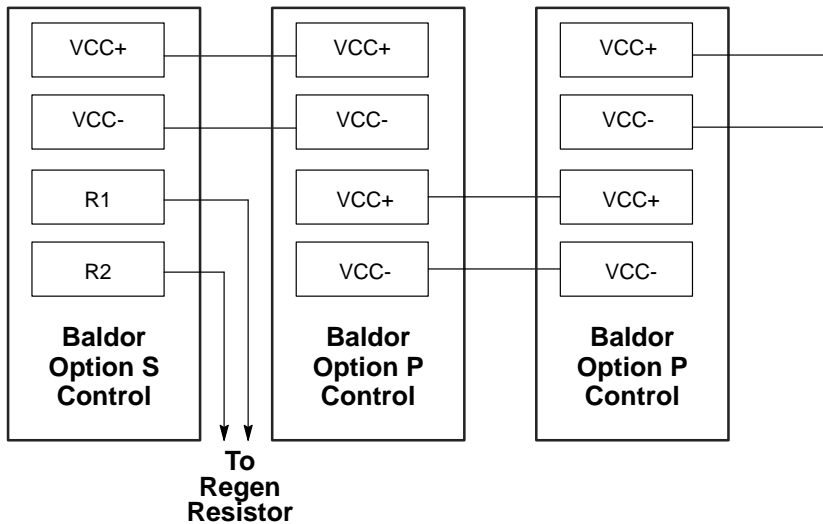 VCC+
VCC-
R1
R2
Baldor
Option S
Control
VCC+
VCC-
VCC+
VCC-
Baldor
Option P
Control
VCC+
VCC-
VCC+
VCC-
Baldor
Option P
Control
To
Regen
Resistor